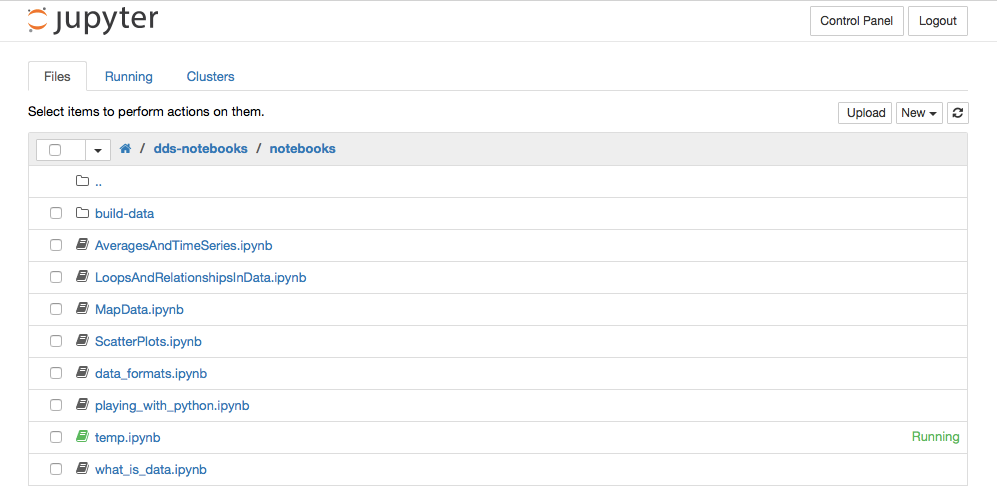 jupyter Control Panel Logout
Files Running Clusters
Select items to perform actions on them. Upload New
/ dds-notebooks / notebooks
..
build-data
AveragesAndTimeSeries.ipynb
LoopsAndRelationshipsInData.ipynb
MapData.ipynb
ScatterPlots.ipynb
data_formats.ipynb
playing_with_python.ipynb
temp.ipynb Running
what_is_data.ipynb